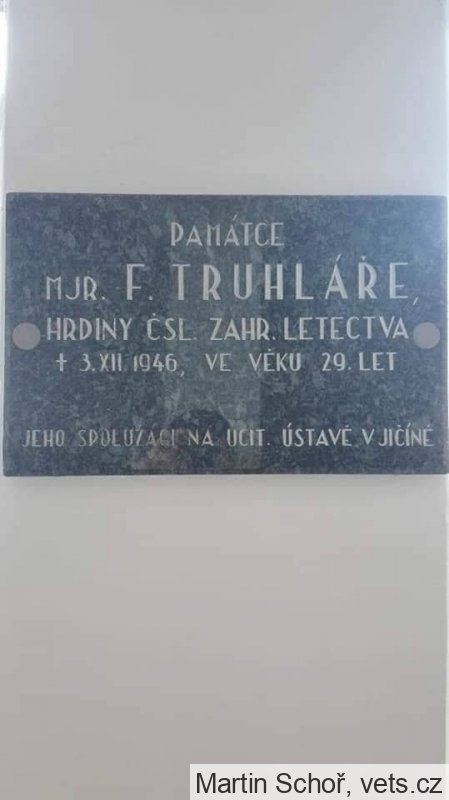 PAMÁTCE
MJR. F. TRUHLÁŘE,
HRDINY ČSL. ZAHR. LETECTVA
† 3. XII. 1946, VE VĚKU 29. LET
JEHO SPOLUŽÁCI NA UČIT. ÚSTAVĚ V JIČÍNĚ
Martin Schoř, vets.cz